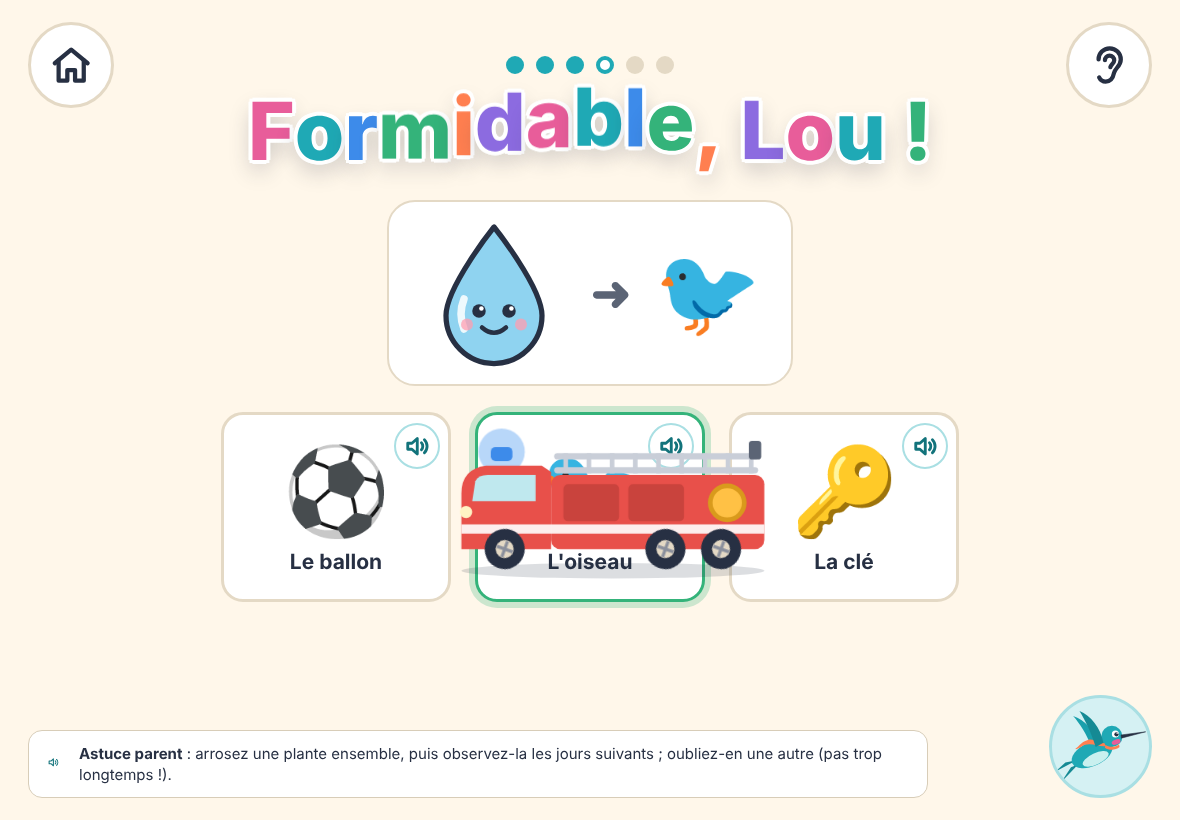 Formidable, Lou !
Le ballon
L'oiseau
La clé
Astuce parent : arrosez une plante ensemble, puis observez-la les jours suivants ; oubliez-en une autre (pas trop
longtemps !).